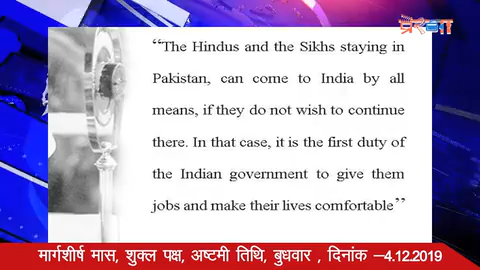 प्रेरणा
“The Hindus and the Sikhs staying in
Pakistan, can come to India by all
means, if they do not wish to continue
there. In that case, it is the first duty of
the Indian government to give them
jobs and make their lives comfortable”
मार्गशीर्ष मास, शुक्ल पक्ष, अष्टमी तिथि, बुधवार , दिनांक –4.12.2019